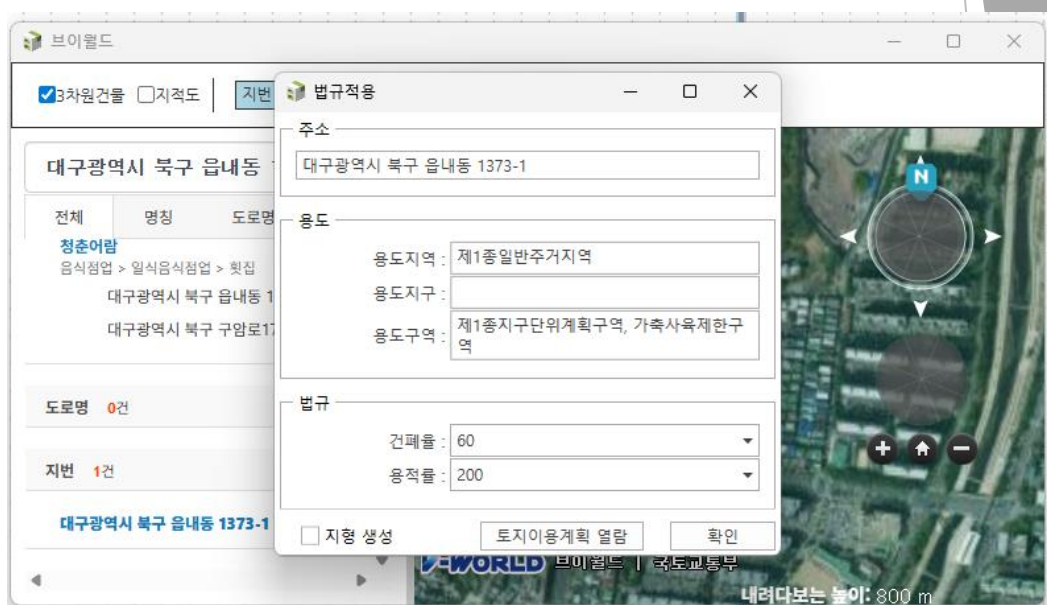 브이월드
3차원건물 지적도 지번
대구광역시 북구 읍내동
전체 명칭 도로명
청춘어람
음식점업 > 일식음식점업 > 횟집
대구광역시 북구 읍내동 1
대구광역시 북구 구암로17
도로명 0건
지번 1건
대구광역시 북구 읍내동 1373-1
법규적용
주소
대구광역시 북구 읍내동 1373-1
용도
용도지역 : 제1종일반주거지역
용도지구 :
용도구역 : 제1종지구단위계획구역, 가축사육제한구
역
법규
건폐율 : 60
용적률 : 200
지형 생성 토지이용계획 열람 확인
N
V-WORLD 브이월드 | 국토교통부
내려다보는 높이: 800 m